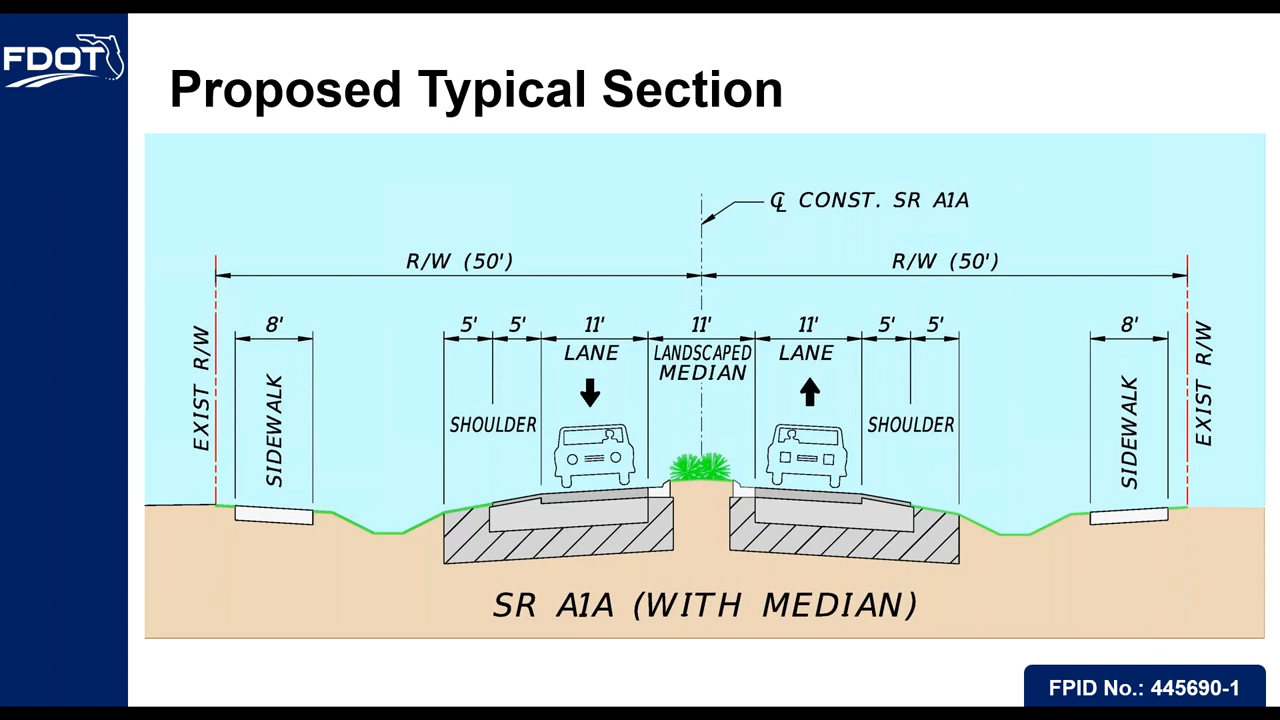 FDOT
Proposed Typical Section
℄ CONST. SR A1A
R/W (50')
R/W (50')
8'
5'
5'
11'
11'
11'
5'
5'
8'
LANE
LANDSCAPED
MEDIAN
LANE
EXIST R/W
SIDEWALK
SHOULDER
SHOULDER
SIDEWALK
EXIST R/W
SR A1A (WITH MEDIAN)
FPID No.: 445690-1